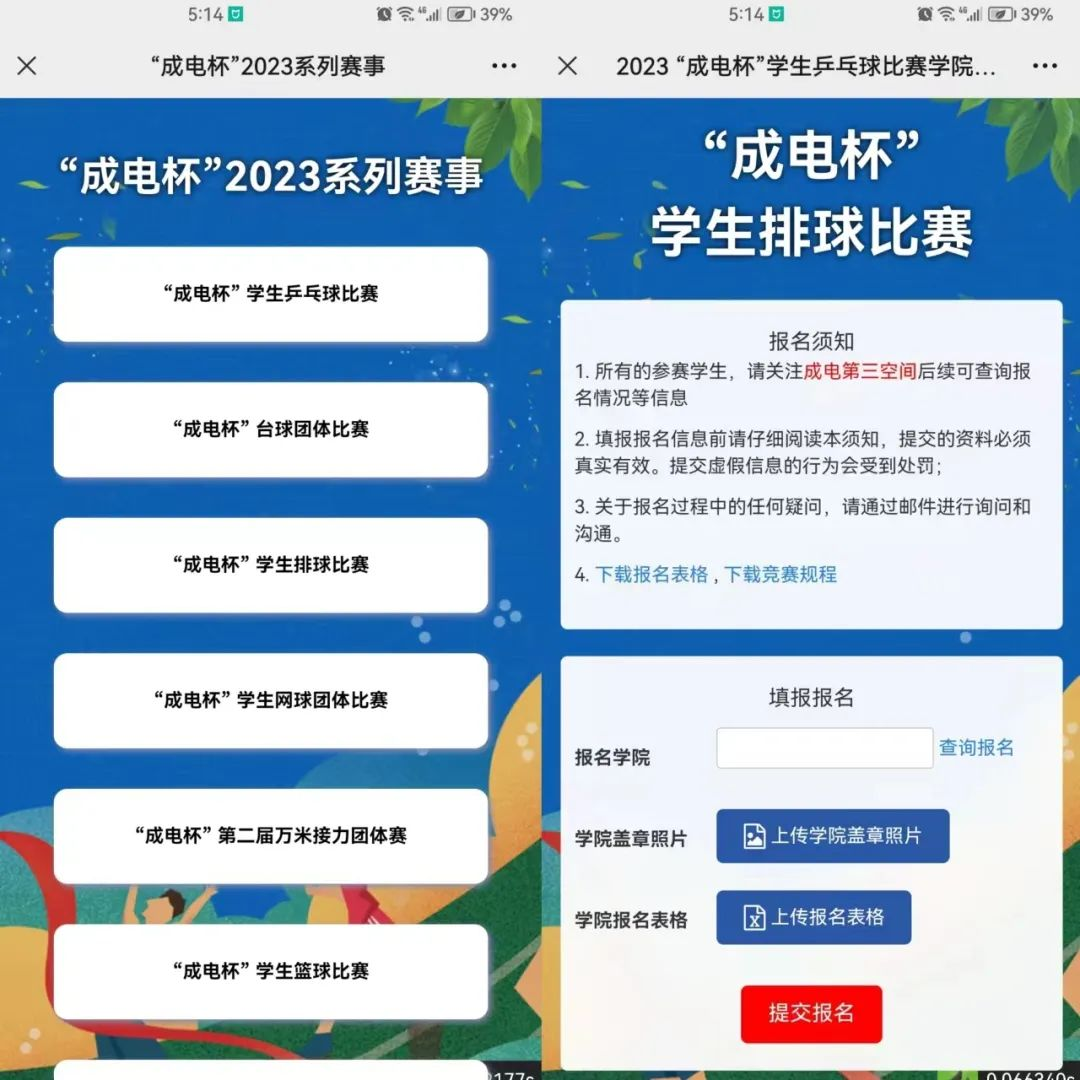 5:14
4G
39%
“成电杯”2023系列赛事
“成电杯”2023系列赛事
“成电杯” 学生乒乓球比赛
“成电杯” 台球团体比赛
“成电杯” 学生排球比赛
“成电杯” 学生网球团体比赛
“成电杯” 第二届万米接力团体赛
“成电杯” 学生篮球比赛
5:14
4G
39%
2023 “成电杯”学生乒乓球比赛学院...
“成电杯”
学生排球比赛
报名须知
1. 所有的参赛学生，请关注成电第三空间后续可查询报
名情况等信息
2. 填报报名信息前请仔细阅读本须知，提交的资料必须
真实有效。提交虚假信息的行为会受到处罚；
3. 关于报名过程中的任何疑问，请通过邮件进行询问和
沟通。
4. 下载报名表格 , 下载竞赛规程
填报报名
报名学院
查询报名
学院盖章照片
上传学院盖章照片
学院报名表格
上传报名表格
提交报名